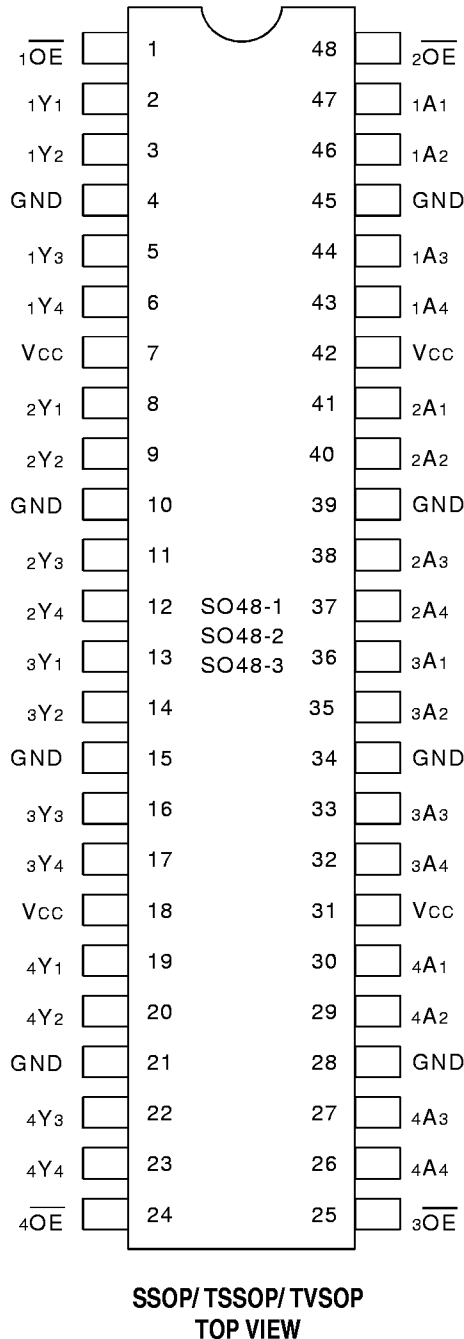 1OE 1 48 2OE
1Y1 2 47 1A1
1Y2 3 46 1A2
GND 4 45 GND
1Y3 5 44 1A3
1Y4 6 43 1A4
VCC 7 42 VCC
2Y1 8 41 2A1
2Y2 9 40 2A2
GND 10 39 GND
2Y3 11 38 2A3
2Y4 12 SO48-1 37 2A4
SO48-2
3Y1 13 SO48-3 36 3A1
3Y2 14 35 3A2
GND 15 34 GND
3Y3 16 33 3A3
3Y4 17 32 3A4
VCC 18 31 VCC
4Y1 19 30 4A1
4Y2 20 29 4A2
GND 21 28 GND
4Y3 22 27 4A3
4Y4 23 26 4A4
4OE 24 25 3OE
SSOP/ TSSOP/ TVSOP
TOP VIEW